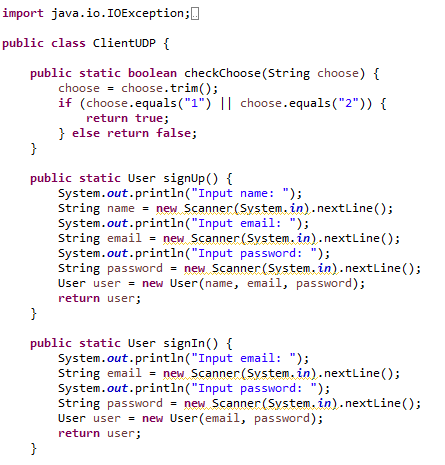 import java.io.IOException;
public class ClientUDP {
public static boolean checkChoose(String choose) {
choose = choose.trim();
if (choose.equals("1") || choose.equals("2")) {
return true;
} else return false;
}
public static User signUp() {
System.out.println("Input name: ");
String name = new Scanner(System.in).nextLine();
System.out.println("Input email: ");
String email = new Scanner(System.in).nextLine();
System.out.println("Input password: ");
String password = new Scanner(System.in).nextLine();
User user = new User(name, email, password);
return user;
}
public static User signIn() {
System.out.println("Input email: ");
String email = new Scanner(System.in).nextLine();
System.out.println("Input password: ");
String password = new Scanner(System.in).nextLine();
User user = new User(email, password);
return user;
}